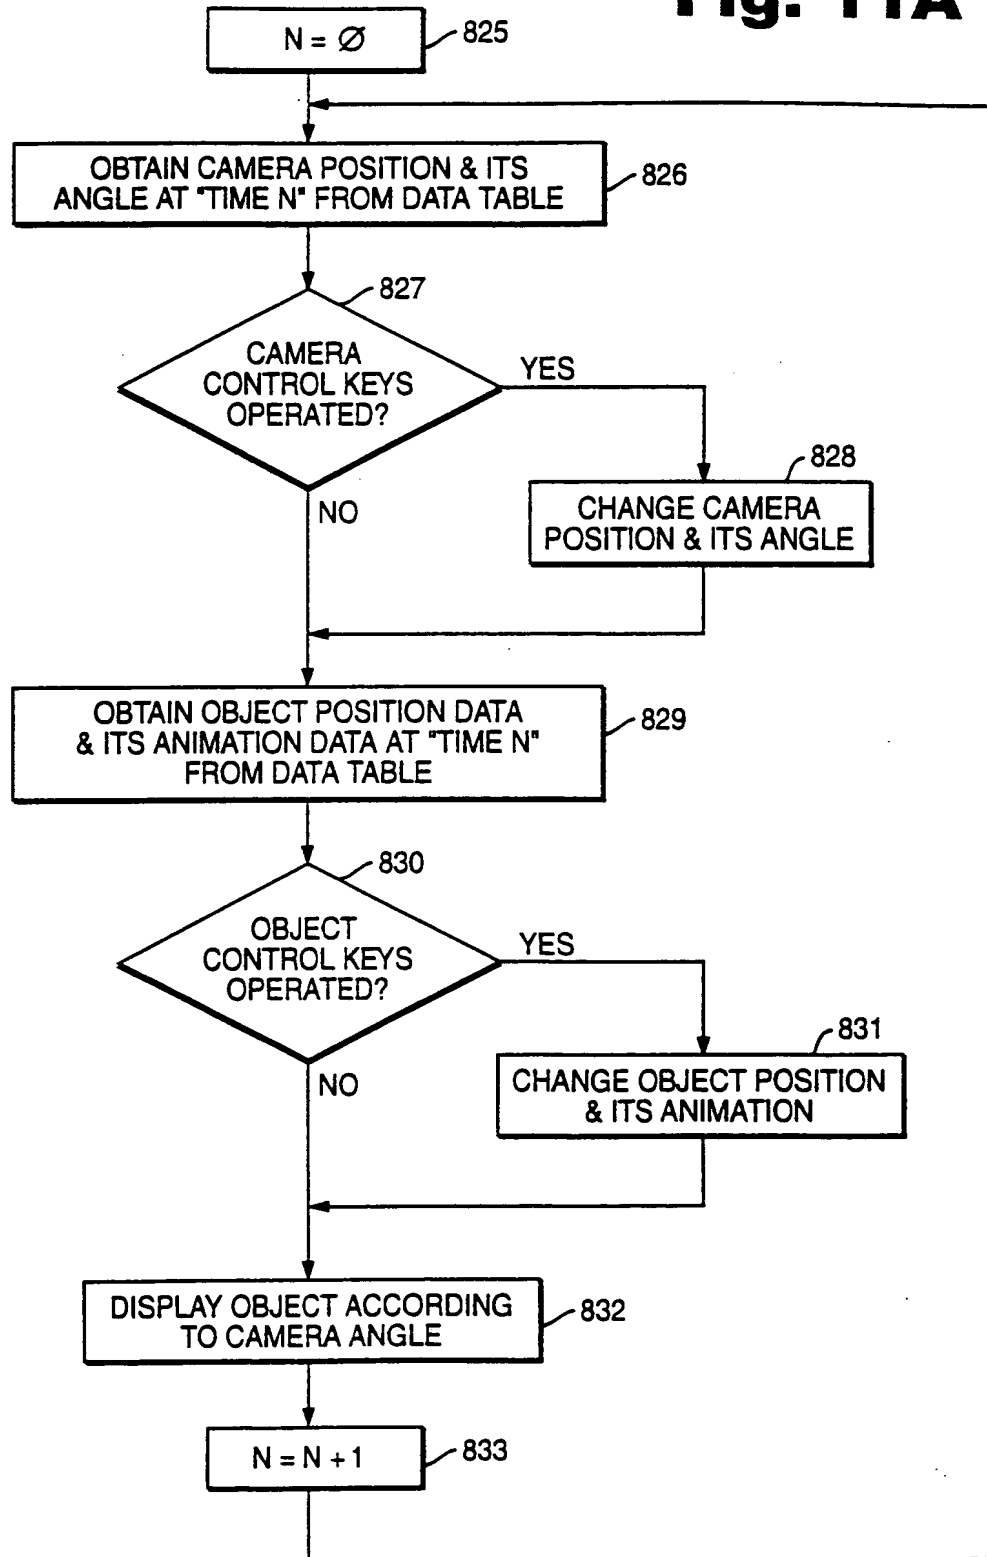 Fig. 11A
N = Ø
825
OBTAIN CAMERA POSITION & ITS
ANGLE AT "TIME N" FROM DATA TABLE
826
827
CAMERA
CONTROL KEYS
OPERATED?
YES
NO
828
CHANGE CAMERA
POSITION & ITS ANGLE
OBTAIN OBJECT POSITION DATA
& ITS ANIMATION DATA AT "TIME N"
FROM DATA TABLE
829
830
OBJECT
CONTROL KEYS
OPERATED?
YES
NO
831
CHANGE OBJECT POSITION
& ITS ANIMATION
DISPLAY OBJECT ACCORDING
TO CAMERA ANGLE
832
N = N + 1
833